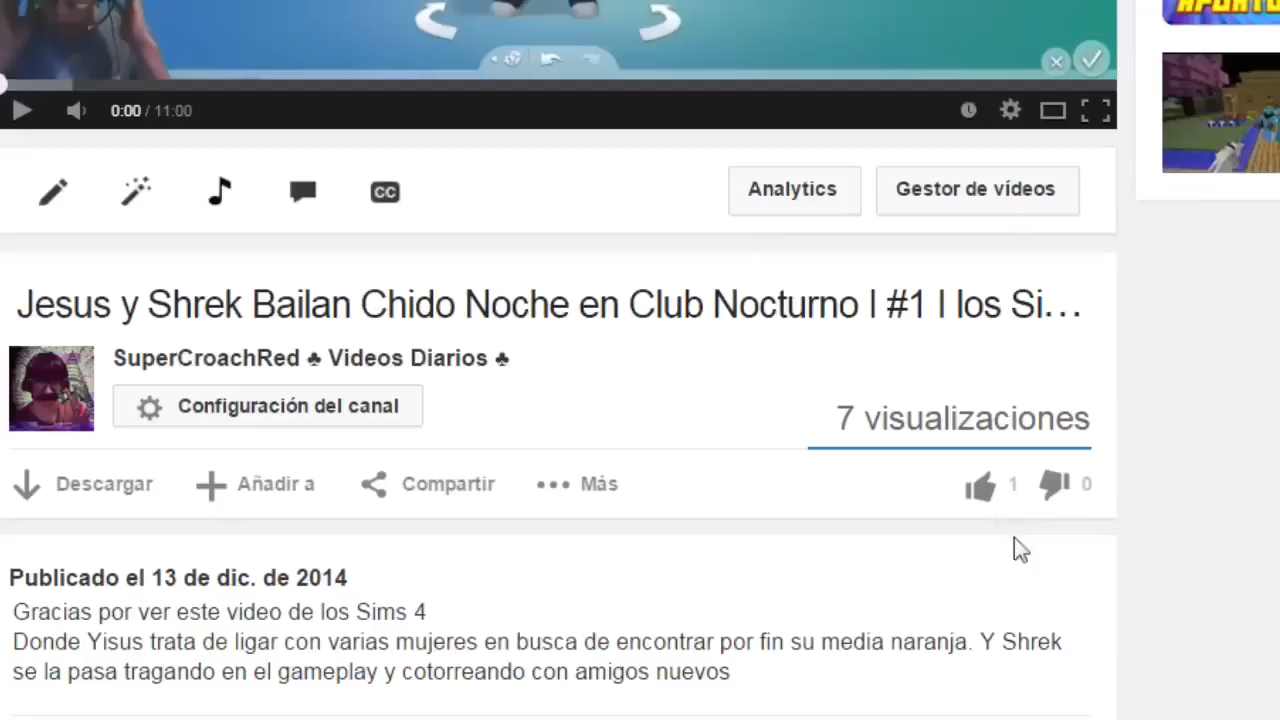 0:00 / 11:00
CC
Analytics
Gestor de vídeos
Jesus y Shrek Bailan Chido Noche en Club Nocturno l #1 l los Si...
SuperCroachRed ♣ Videos Diarios ♣
Configuración del canal
7 visualizaciones
Descargar
Añadir a
Compartir
Más
1
0
Publicado el 13 de dic. de 2014
Gracias por ver este video de los Sims 4
Donde Yisus trata de ligar con varias mujeres en busca de encontrar por fin su media naranja. Y Shrek
se la pasa tragando en el gameplay y cotorreando con amigos nuevos